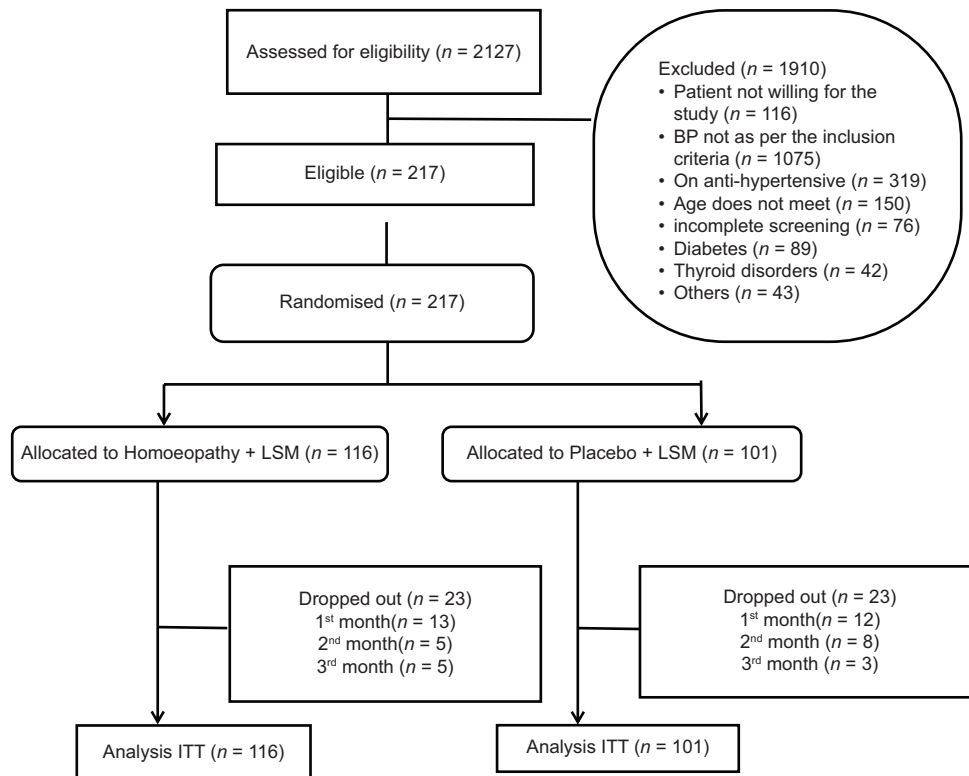 Assessed for eligibility (n = 2127)
Excluded (n = 1910)
• Patient not willing for the
study (n = 116)
• BP not as per the inclusion
criteria (n = 1075)
• On anti-hypertensive (n = 319)
• Age does not meet (n = 150)
• incomplete screening (n = 76)
• Diabetes (n = 89)
• Thyroid disorders (n = 42)
• Others (n = 43)
Eligible (n = 217)
Randomised (n = 217)
Allocated to Homoeopathy + LSM (n = 116)
Allocated to Placebo + LSM (n = 101)
Dropped out (n = 23)
1st month(n = 13)
2nd month (n = 5)
3rd month (n = 5)
Dropped out (n = 23)
1st month (n = 12)
2nd month (n = 8)
3rd month (n = 3)
Analysis ITT (n = 116)
Analysis ITT (n = 101)